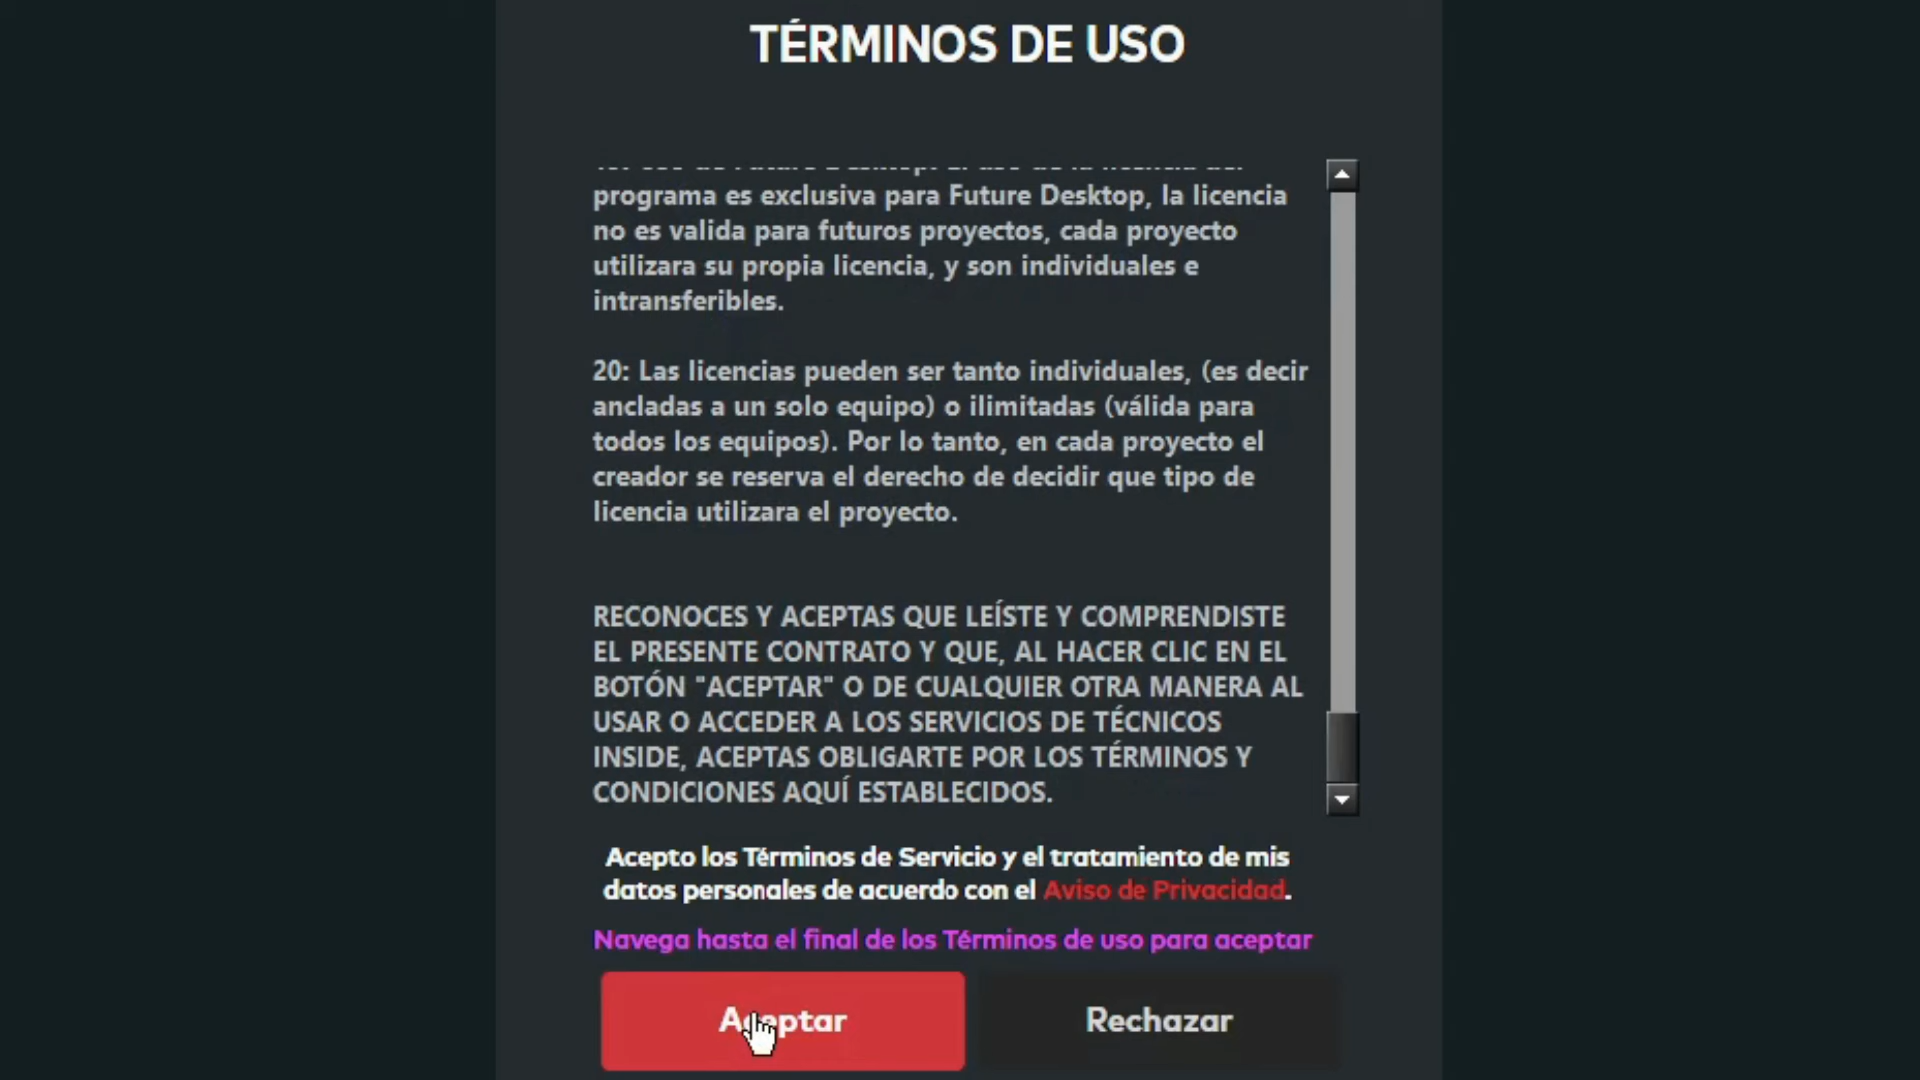 TÉRMINOS DE USO
programa es exclusiva para Future Desktop, la licencia
no es valida para futuros proyectos, cada proyecto
utilizara su propia licencia, y son individuales e
intransferibles.
20: Las licencias pueden ser tanto individuales, (es decir
ancladas a un solo equipo) o ilimitadas (válida para
todos los equipos). Por lo tanto, en cada proyecto el
creador se reserva el derecho de decidir que tipo de
licencia utilizara el proyecto.
RECONOCES Y ACEPTAS QUE LEÍSTE Y COMPRENDISTE
EL PRESENTE CONTRATO Y QUE, AL HACER CLIC EN EL
BOTÓN "ACEPTAR" O DE CUALQUIER OTRA MANERA AL
USAR O ACCEDER A LOS SERVICIOS DE TÉCNICOS
INSIDE, ACEPTAS OBLIGARTE POR LOS TÉRMINOS Y
CONDICIONES AQUÍ ESTABLECIDOS.
Acepto los Términos de Servicio y el tratamiento de mis
datos personales de acuerdo con el Aviso de Privacidad.
Navega hasta el final de los Términos de uso para aceptar
Aceptar
Rechazar